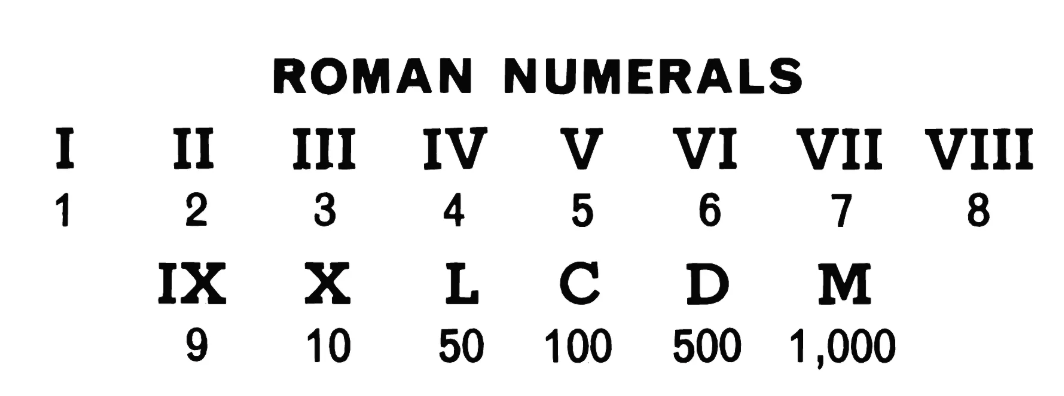 ROMAN NUMERALS
I II III IV V VI VII VIII
1 2 3 4 5 6 7 8
IX X L C D M
9 10 50 100 500 1,000